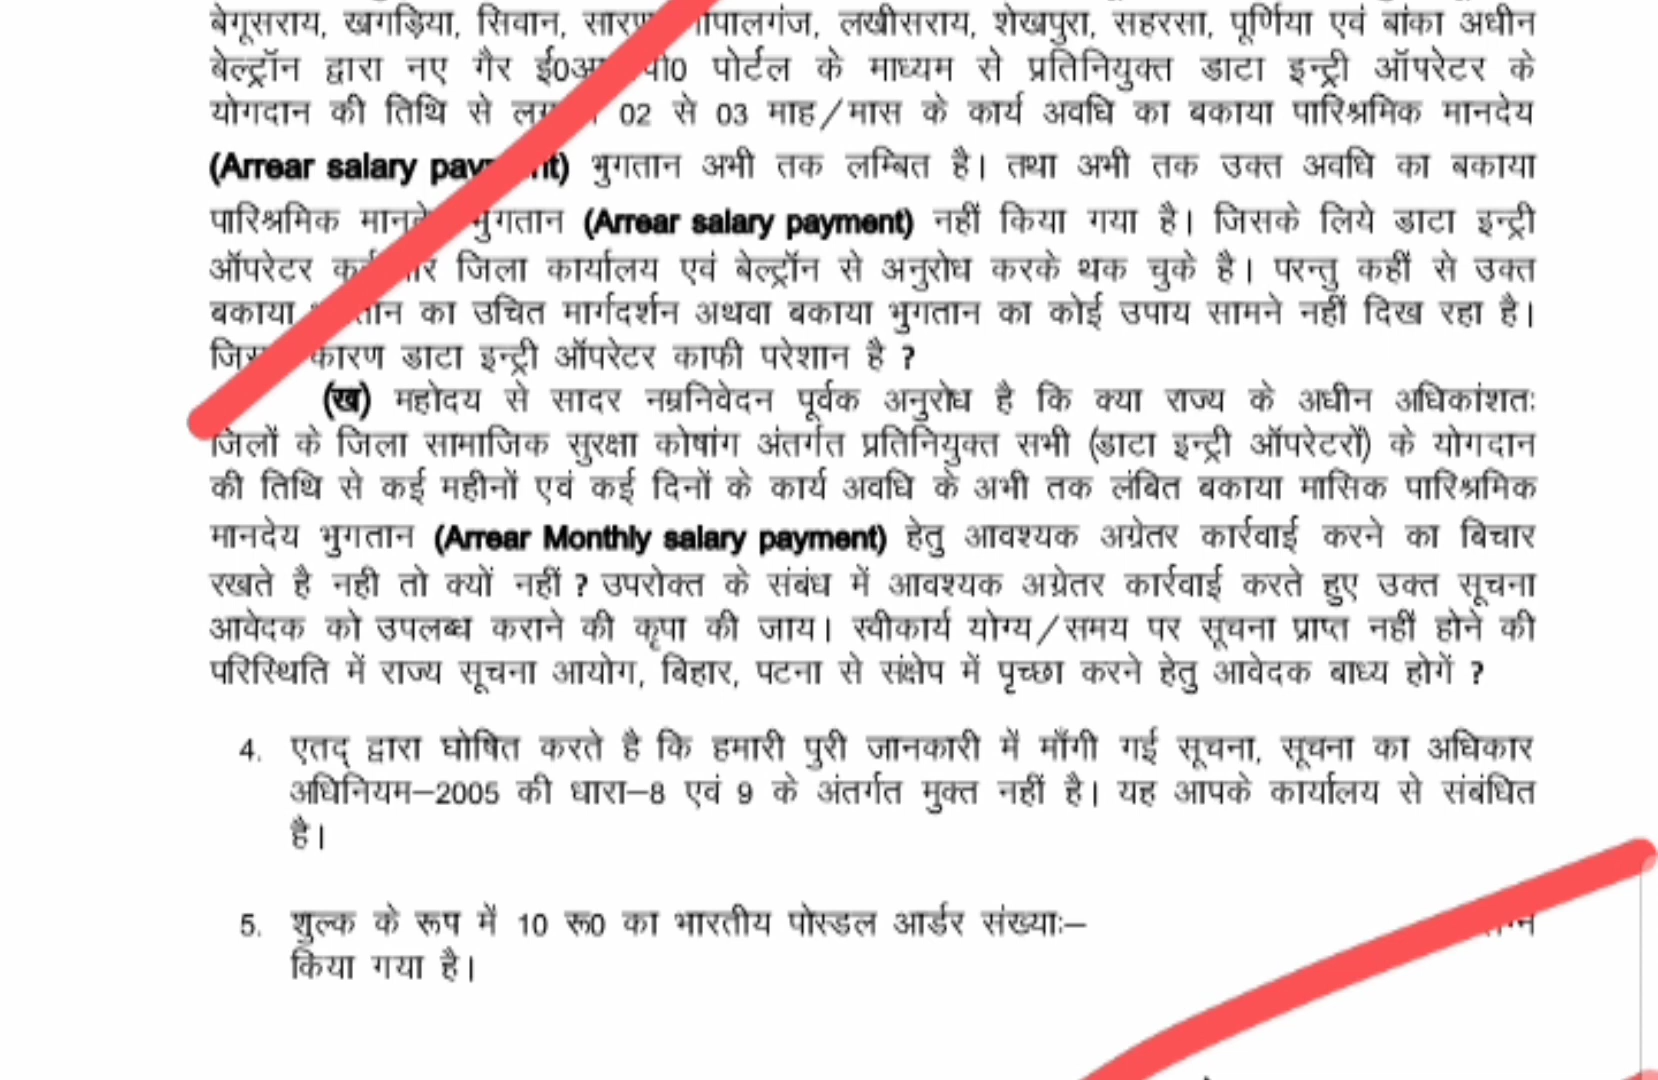 बेगूसराय, खगड़िया, सिवान, लखीसराय, शेखपुरा, सहरसा, पूर्णिया एवं बांका अधीन
बेल्ट्रॉन द्वारा नए गैर पोर्टल के माध्यम से प्रतिनियुक्त डाटा इन्ट्री ऑपरेटर के
योगदान की तिथि से 02 से 03 माह/मास के कार्य अवधि का बकाया पारिश्रमिक मानदेय
(Arrear salary भुगतान अभी तक लम्बित है। तथा अभी तक उक्त अवधि का बकाया
पारिश्रमिक भुगतान (Arrear salary payment) नहीं किया गया है। जिसके लिये डाटा इन्ट्री
ऑपरेटर जिला कार्यालय एवं बेल्ट्रॉन से अनुरोध करके थक चुके है। परन्तु कहीं से उक्त
बकाया का उचित मार्गदर्शन अथवा बकाया भुगतान का कोई उपाय सामने नहीं दिख रहा है।
कारण डाटा इन्ट्री ऑपरेटर काफी परेशान है ?
(ख) महोदय से सादर नम्रनिवेदन पूर्वक अनुरोध है कि क्या राज्य के अधीन अधिकांशतः
जिलों के जिला सामाजिक सुरक्षा कोषांग अंतर्गत प्रतिनियुक्त सभी (डाटा इन्ट्री ऑपरेटरों) के योगदान
की तिथि से कई महीनों एवं कई दिनों के कार्य अवधि के अभी तक लंबित बकाया मासिक पारिश्रमिक
मानदेय भुगतान (Arrear Monthly salary payment) हेतु आवश्यक अग्रेतर कार्रवाई करने का बिचार
रखते है नही तो क्यों नहीं ? उपरोक्त के संबंध में आवश्यक अग्रेतर कार्रवाई करते हुए उक्त सूचना
आवेदक को उपलब्ध कराने की कृपा की जाय। स्वीकार्य योग्य/समय पर सूचना प्राप्त नहीं होने की
परिस्थिति में राज्य सूचना आयोग, बिहार, पटना से संक्षेप में पृच्छा करने हेतु आवेदक बाध्य होगें ?
4. एतद् द्वारा घोषित करते है कि हमारी पुरी जानकारी में माँगी गई सूचना, सूचना का अधिकार
अधिनियम–2005 की धारा–8 एवं 9 के अंतर्गत मुक्त नहीं है। यह आपके कार्यालय से संबंधित
है।
5. शुल्क के रूप में 10 रू0 का भारतीय पोस्डल आर्डर संख्याः–
किया गया है।